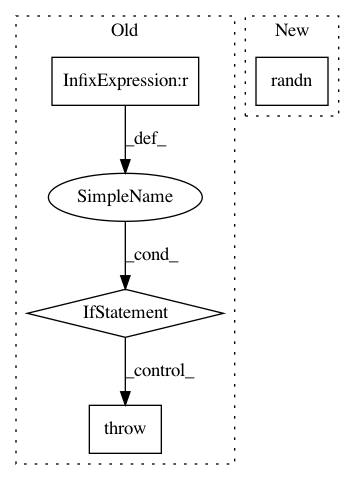 Old
New
InfixExpression:r
randn
_def_
SimpleName
_cond_
IfStatement
_control_
throw